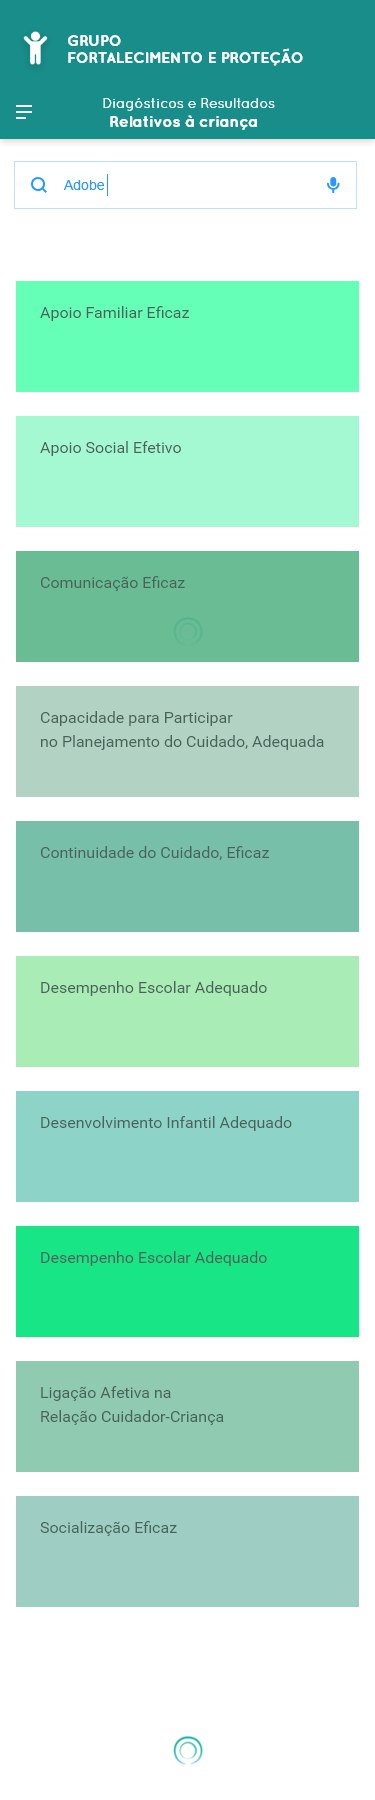 GRUPO
FORTALECIMENTO E PROTEÇÃO
Diagósticos e Resultados
Relativos à criança
Adobe
Apoio Familiar Eficaz
Apoio Social Efetivo
Comunicação Eficaz
Capacidade para Participar
no Planejamento do Cuidado, Adequada
Continuidade do Cuidado, Eficaz
Desempenho Escolar Adequado
Desenvolvimento Infantil Adequado
Desempenho Escolar Adequado
Ligação Afetiva na
Relação Cuidador-Criança
Socialização Eficaz